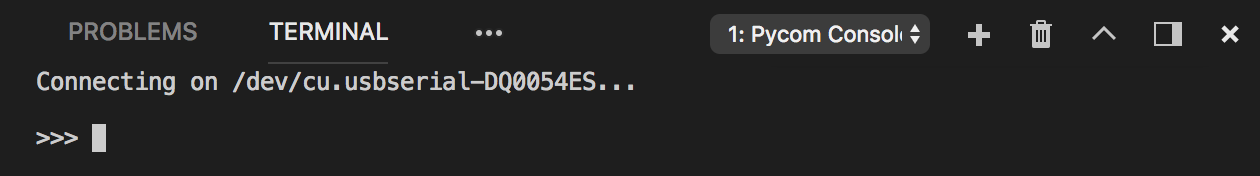 PROBLEMS TERMINAL ••• 1: Pycom Consol
Connecting on /dev/cu.usbserial-DQ0054ES...
>>>